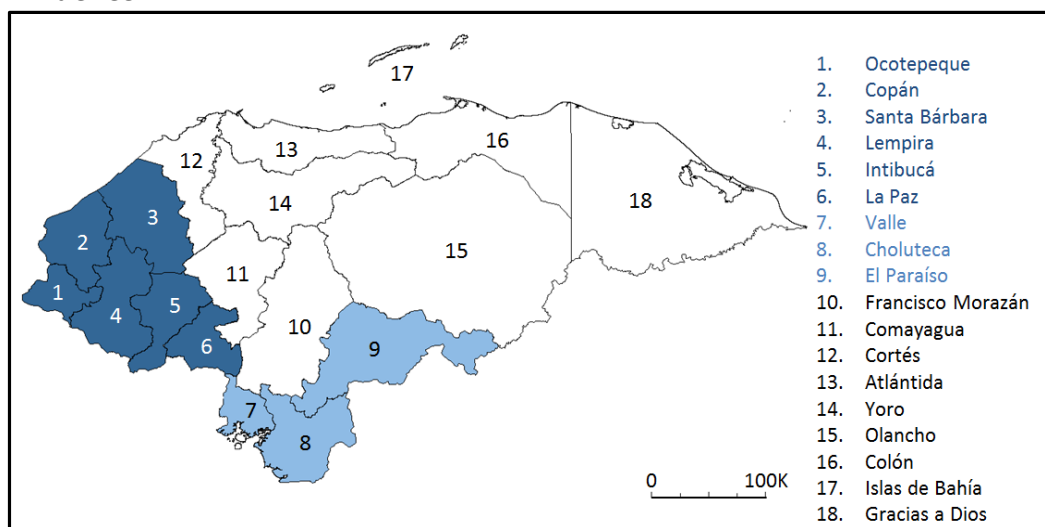 17
12
13
16
14
18
3
2
15
11
1
4
5
10
6
9
7
8
0 100K
1. Ocotepeque
2. Copán
3. Santa Bárbara
4. Lempira
5. Intibucá
6. La Paz
7. Valle
8. Choluteca
9. El Paraíso
10. Francisco Morazán
11. Comayagua
12. Cortés
13. Atlántida
14. Yoro
15. Olancho
16. Colón
17. Islas de Bahía
18. Gracias a Dios